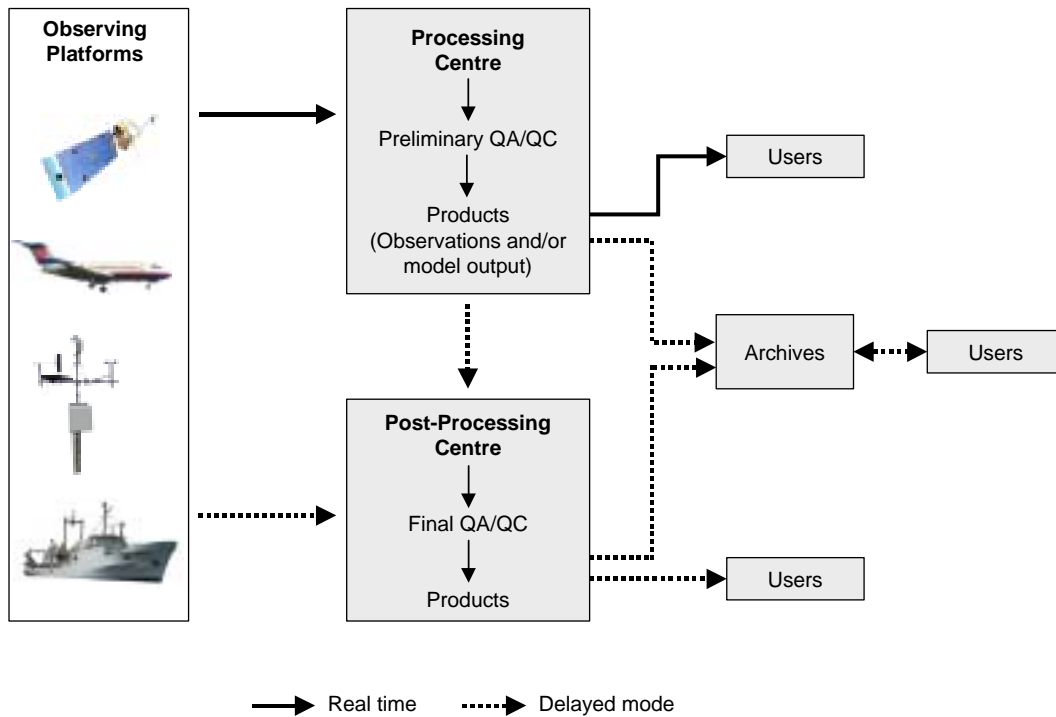 Observing
Platforms
Processing
Centre
Preliminary QA/QC
Products
(Observations and/or
model output)
Users
Archives
Users
Post-Processing
Centre
Final QA/QC
Products
Users
Real time
Delayed mode